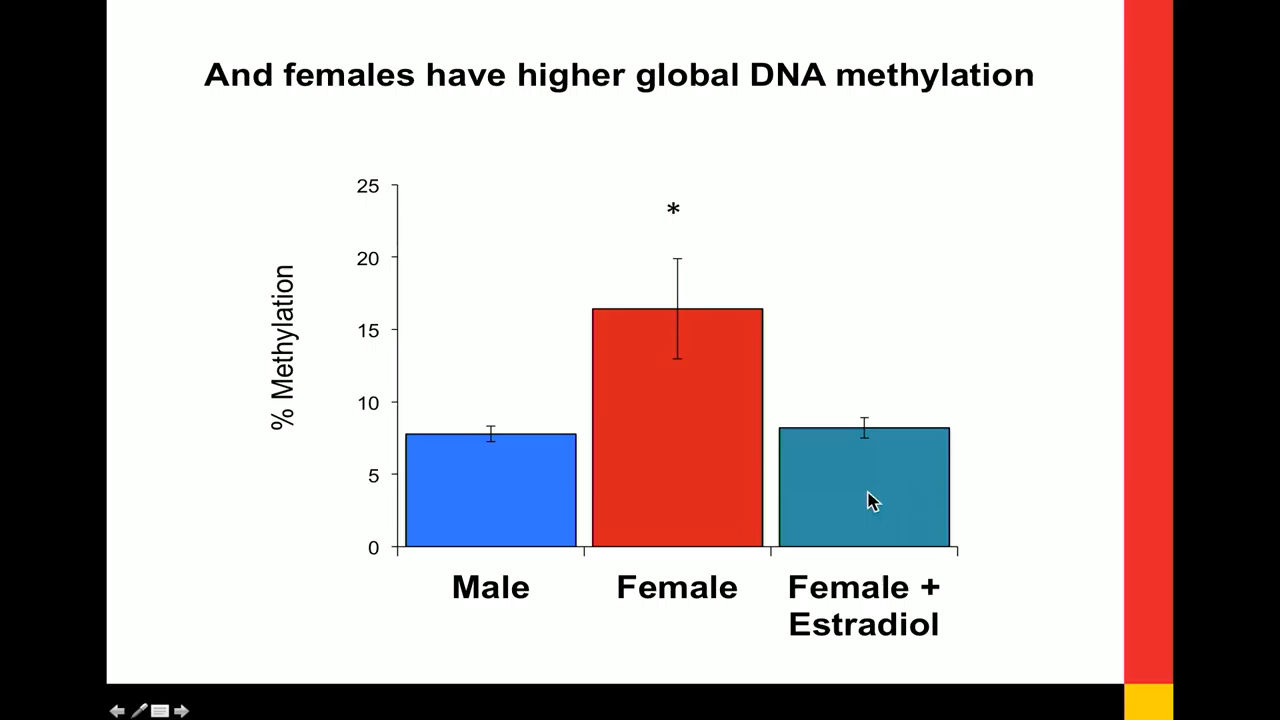 And females have higher global DNA methylation
25
*
20
15
10
5
0
% Methylation
Male
Female
Female +
Estradiol